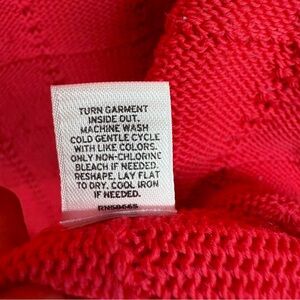 TURN GARMENT
INSIDE OUT.
MACHINE WASH
COLD GENTLE CYCLE
WITH LIKE COLORS.
ONLY NON-CHLORINE
BLEACH IF NEEDED.
RESHAPE, LAY FLAT
TO DRY. COOL IRON
IF NEEDED.